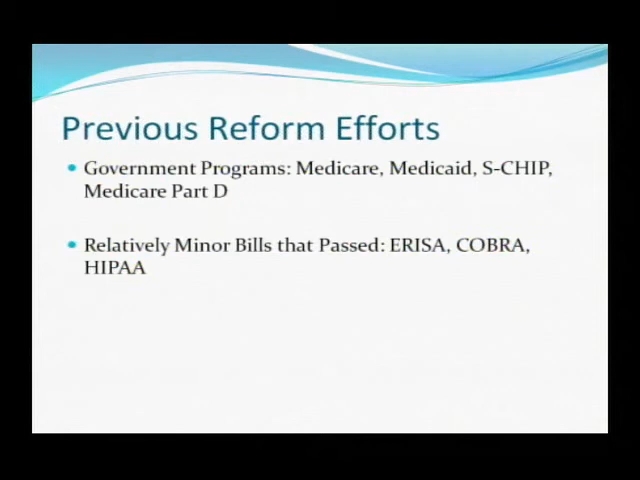 Previous Reform Efforts
• Government Programs: Medicare, Medicaid, S-CHIP,
Medicare Part D
• Relatively Minor Bills that Passed: ERISA, COBRA,
HIPAA